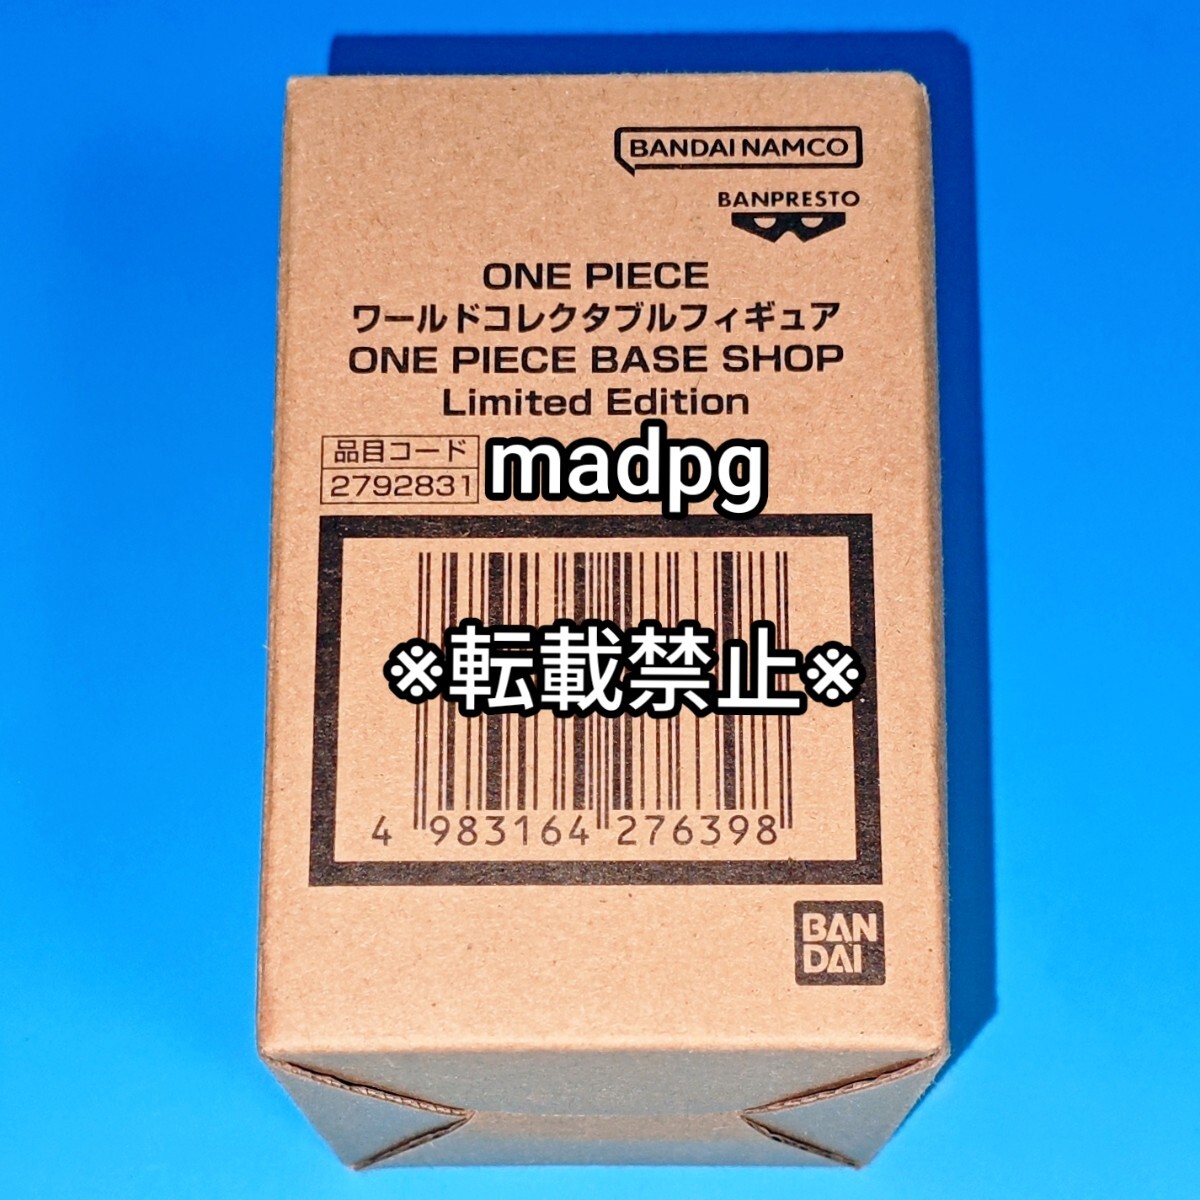 BANDAI NAMCO
BANPRESTO
ONE PIECE
ワールドコレクタブルフィギュア
ONE PIECE BASE SHOP
Limited Edition
品目コード
2792831
madpg
※転載禁止※
4 983164 276398
BAN
DAI